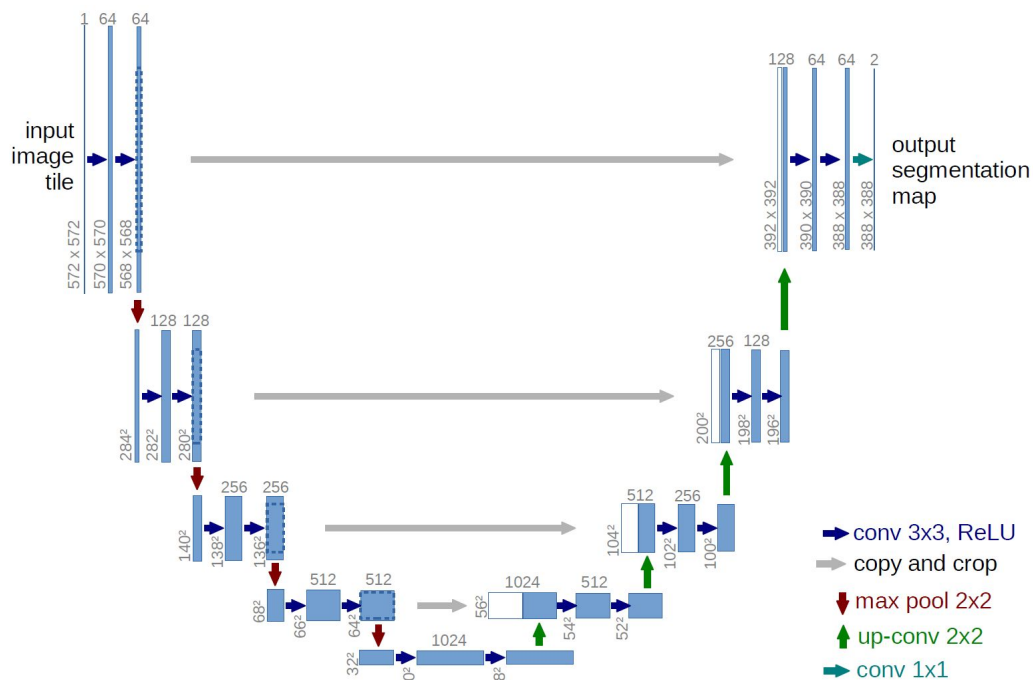 1 64 64
128 64 64 2
input
image
tile
output
segmentation
map
572 x 572
570 x 570
568 x 568
392 x 392
390 x 390
388 x 388
388 x 388
128 128
256 128
284²
282²
280²
200²
198²
196²
256 256
512 256
140²
138²
136²
104²
102²
100²
512 512
1024 512
68²
66²
64²
56²
54²
52²
1024
32²
0²
8²
conv 3x3, ReLU
copy and crop
max pool 2x2
up-conv 2x2
conv 1x1